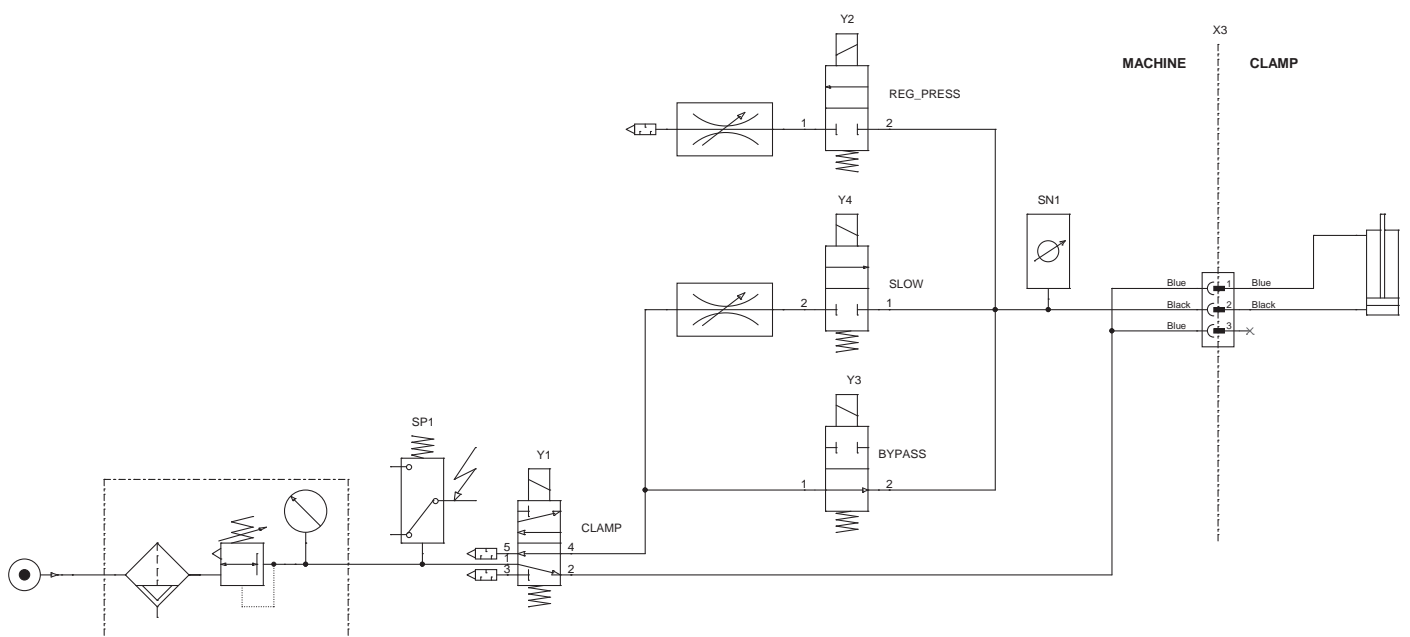 Y2
X3
MACHINE CLAMP
REG_PRESS
1 2
Y4
SN1
SLOW
Blue 1 Blue
2 1
Black 2 Black
Blue 3
Y3
SP1
BYPASS
Y1
1 2
CLAMP
5 4
1
3 2